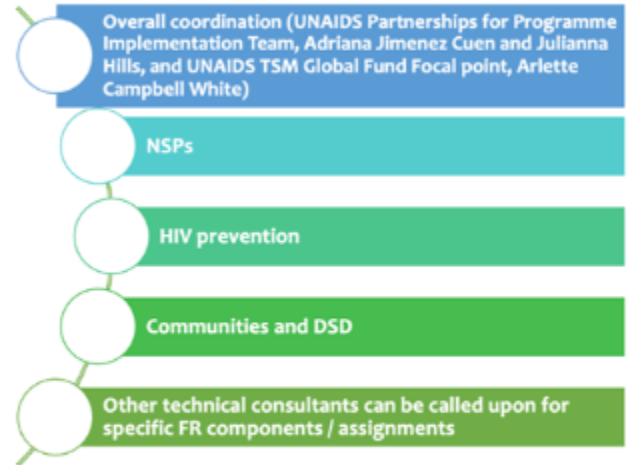 Overall coordination (UNAIDS Partnerships for Programme
Implementation Team, Adriana Jimenez Cuen and Julianna
Hills, and UNAIDS TSM Global Fund Focal point, Arlette
Campbell White)
NSPs
HIV prevention
Communities and DSD
Other technical consultants can be called upon for
specific FR components / assignments